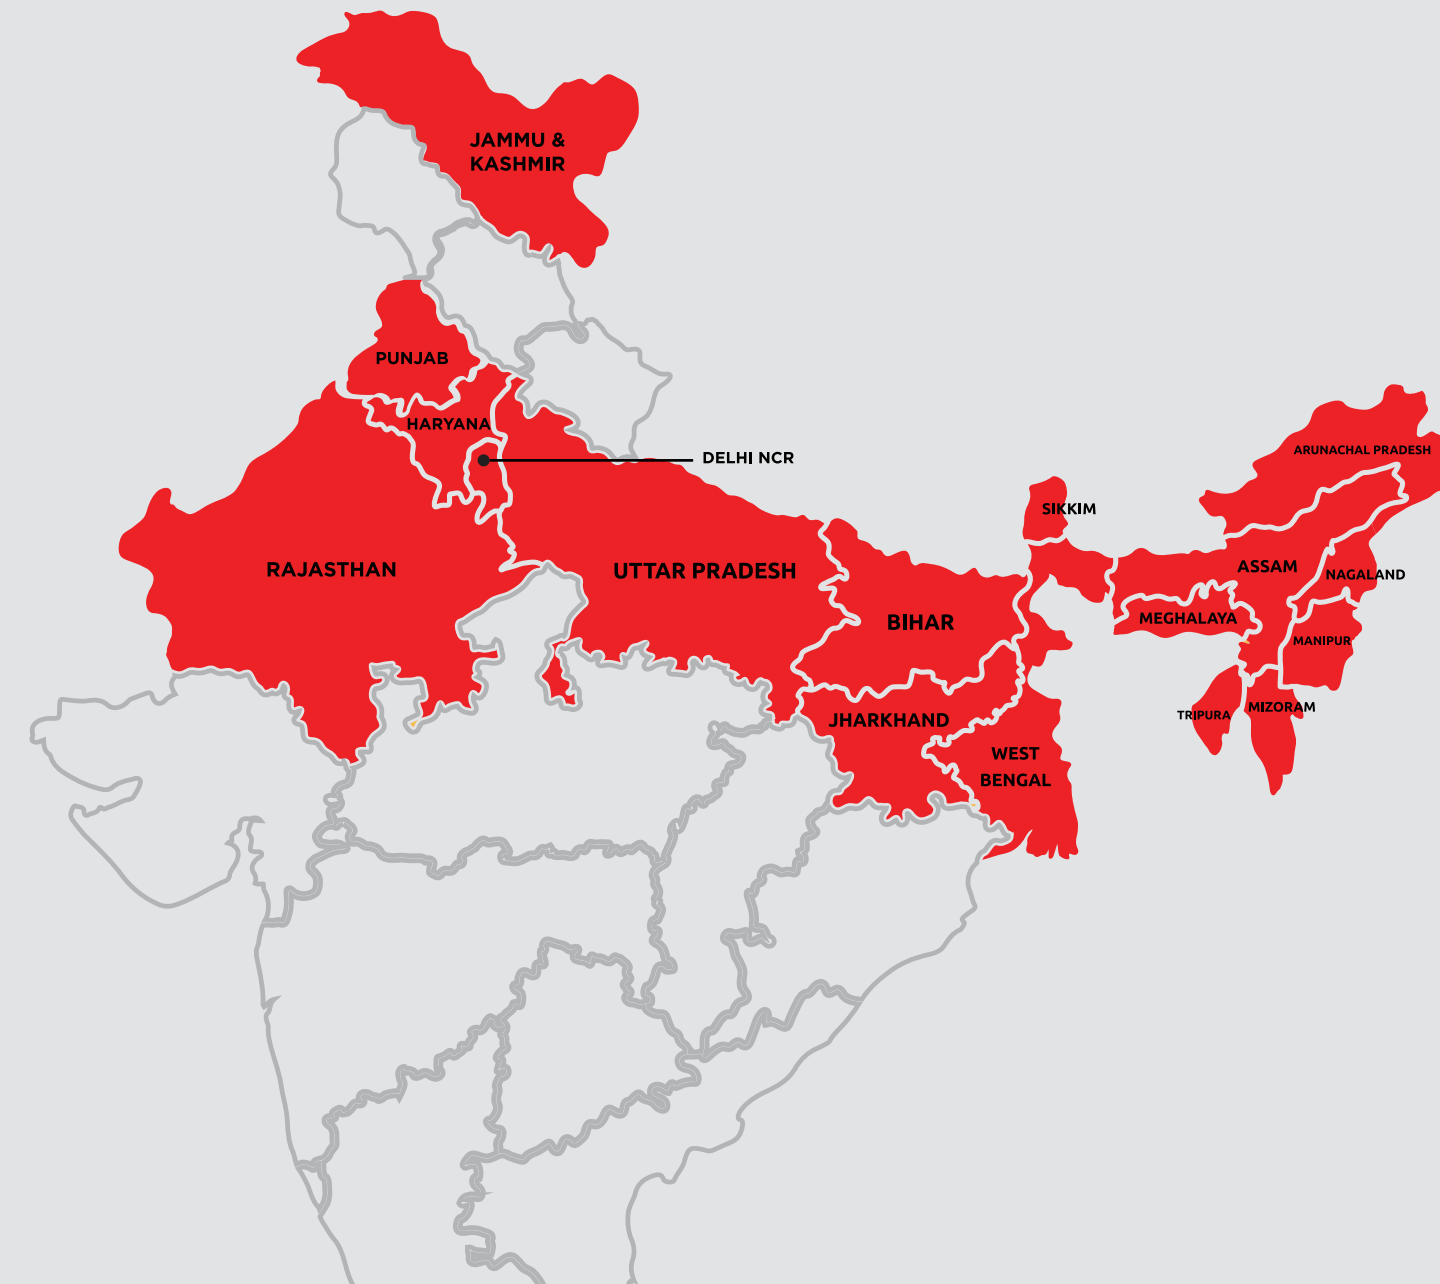 JAMMU &
KASHMIR
PUNJAB
HARYANA
DELHI NCR
ARUNACHAL PRADESH
SIKKIM
RAJASTHAN
UTTAR PRADESH
ASSAM
NAGALAND
BIHAR
MEGHALAYA
MANIPUR
JHARKHAND
TRIPURA
MIZORAM
WEST
BENGAL